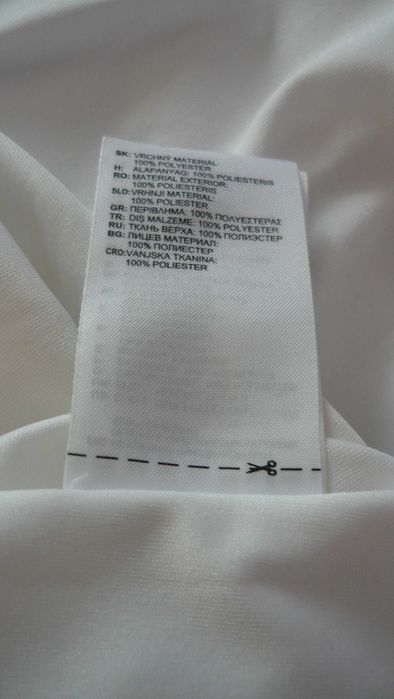 SK: VRCHNÝ MATERIÁL
100% POLYESTER
H: ALAPANYAG: 100% POLIESTERIS
RO: MATERIAL EXTERIOR:
100% POLIESTERIS
SLO: VRHNJI MATERIAL:
100% POLIESTER
GR: ΠΕΡΙΒΛΗΜΑ: 100% ΠΟΛΥΕΣΤΕΡΑΣ
TR: DIŞ MALZEME: 100% POLYESTER
RU: ТКАНЬ ВЕРХА: 100% ПОЛИЭСТЕР
BG: ЛИЦЕВ МАТЕРИАЛ:
100% ПОЛИЕСТЕР
CRO: VANJSKA TKANINA:
100% POLIESTER